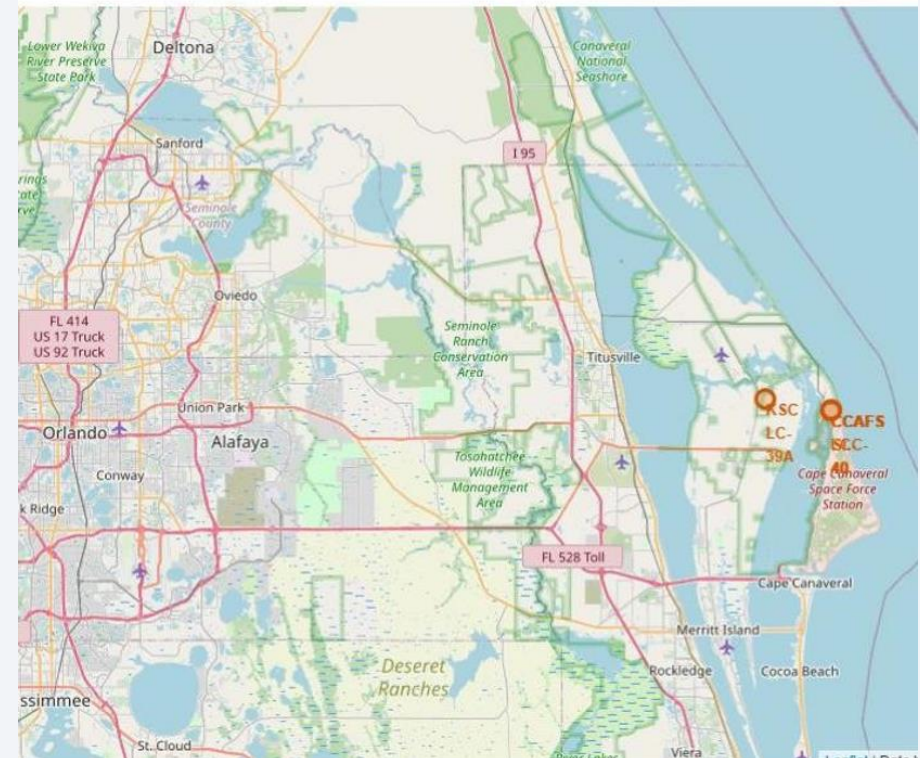 Lower Wekiva
River Preserve
State Park
Deltona
Canaveral
National
Seashore
Sanford
I 95
Seminole
County
Oviedo
FL 414
US 17 Truck
US 92 Truck
Seminole
Ranch
Conservation
Area
Titusville
KSC
LC-
39A
CCAFS
40
Union Park
Orlando
Alafaya
Conway
Tosohatchee
Wildlife
Management
Area
Cape Canaveral
Space Force
Station
k Ridge
FL 528 Toll
Cape Canaveral
Merritt Island
Deseret
Ranches
Rockledge
Cocoa Beach
ssimmee
St. Cloud
Viera